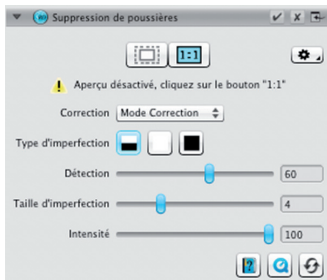 Suppression de poussières
1:1
Aperçu désactivé, cliquez sur le bouton "1:1"
Correction Mode Correction
Type d'imperfection
Détection 60
Taille d'imperfection 4
Intensité 100
?